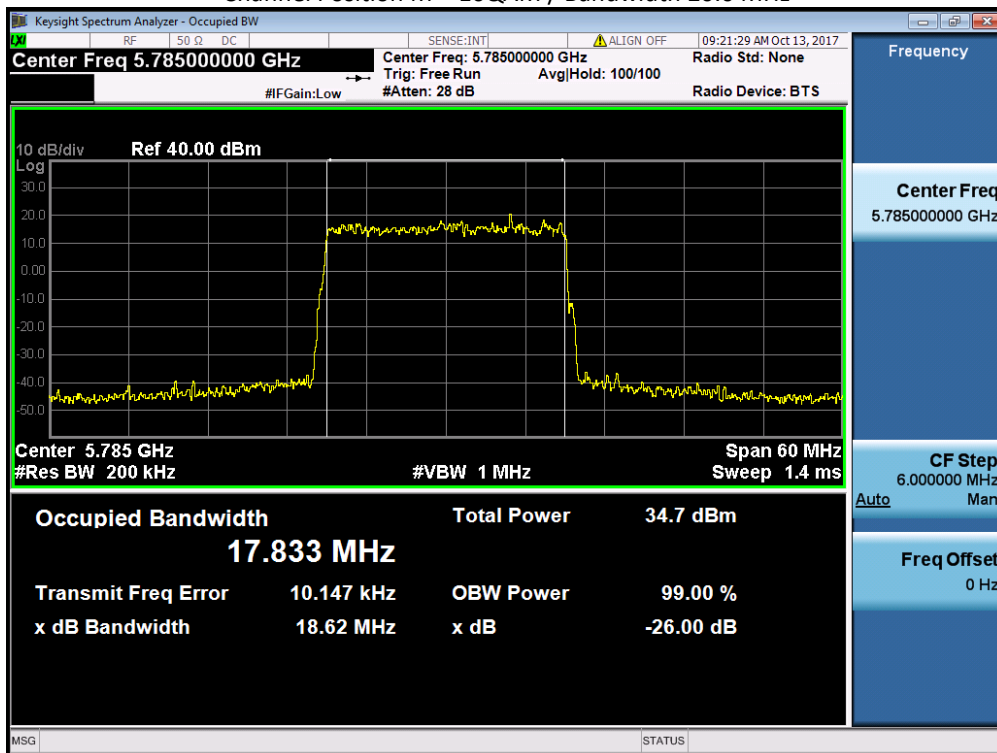 Keysight Spectrum Analyzer - Occupied BW
LXI RF 50 Ω DC SENSE:INT ALIGN OFF 09:21:29 AM Oct 13, 2017
Center Freq 5.785000000 GHz Center Freq: 5.785000000 GHz Radio Std: None
Trig: Free Run Avg|Hold: 100/100
#IFGain:Low #Atten: 28 dB Radio Device: BTS
10 dB/div Ref 40.00 dBm
Log
30.0
20.0
10.0
0.00
-10.0
-20.0
-30.0
-40.0
-50.0
Center 5.785 GHz Span 60 MHz
#Res BW 200 kHz #VBW 1 MHz Sweep 1.4 ms
Occupied Bandwidth Total Power 34.7 dBm
17.833 MHz
Transmit Freq Error 10.147 kHz OBW Power 99.00 %
x dB Bandwidth 18.62 MHz x dB -26.00 dB
MSG STATUS
Frequency
Center Freq
5.785000000 GHz
CF Step
6.000000 MHz
Auto Man
Freq Offset
0 Hz